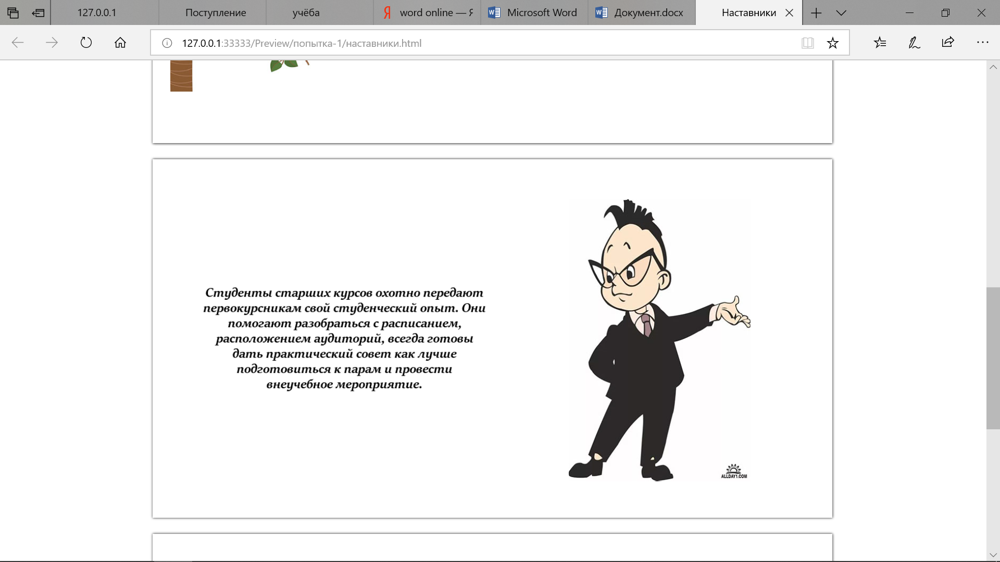 127.0.0.1
Поступление
учёба
word online — Я
Microsoft Word
Документ.docx
Наставники
127.0.0.1:33333/Preview/попытка-1/наставники.html
Студенты старших курсов охотно передают
первокурсникам свой студенческий опыт. Они
помогают разобраться с расписанием,
расположением аудиторий, всегда готовы
дать практический совет как лучше
подготовиться к парам и провести
внеучебное мероприятие.
ALLDAY1.COM